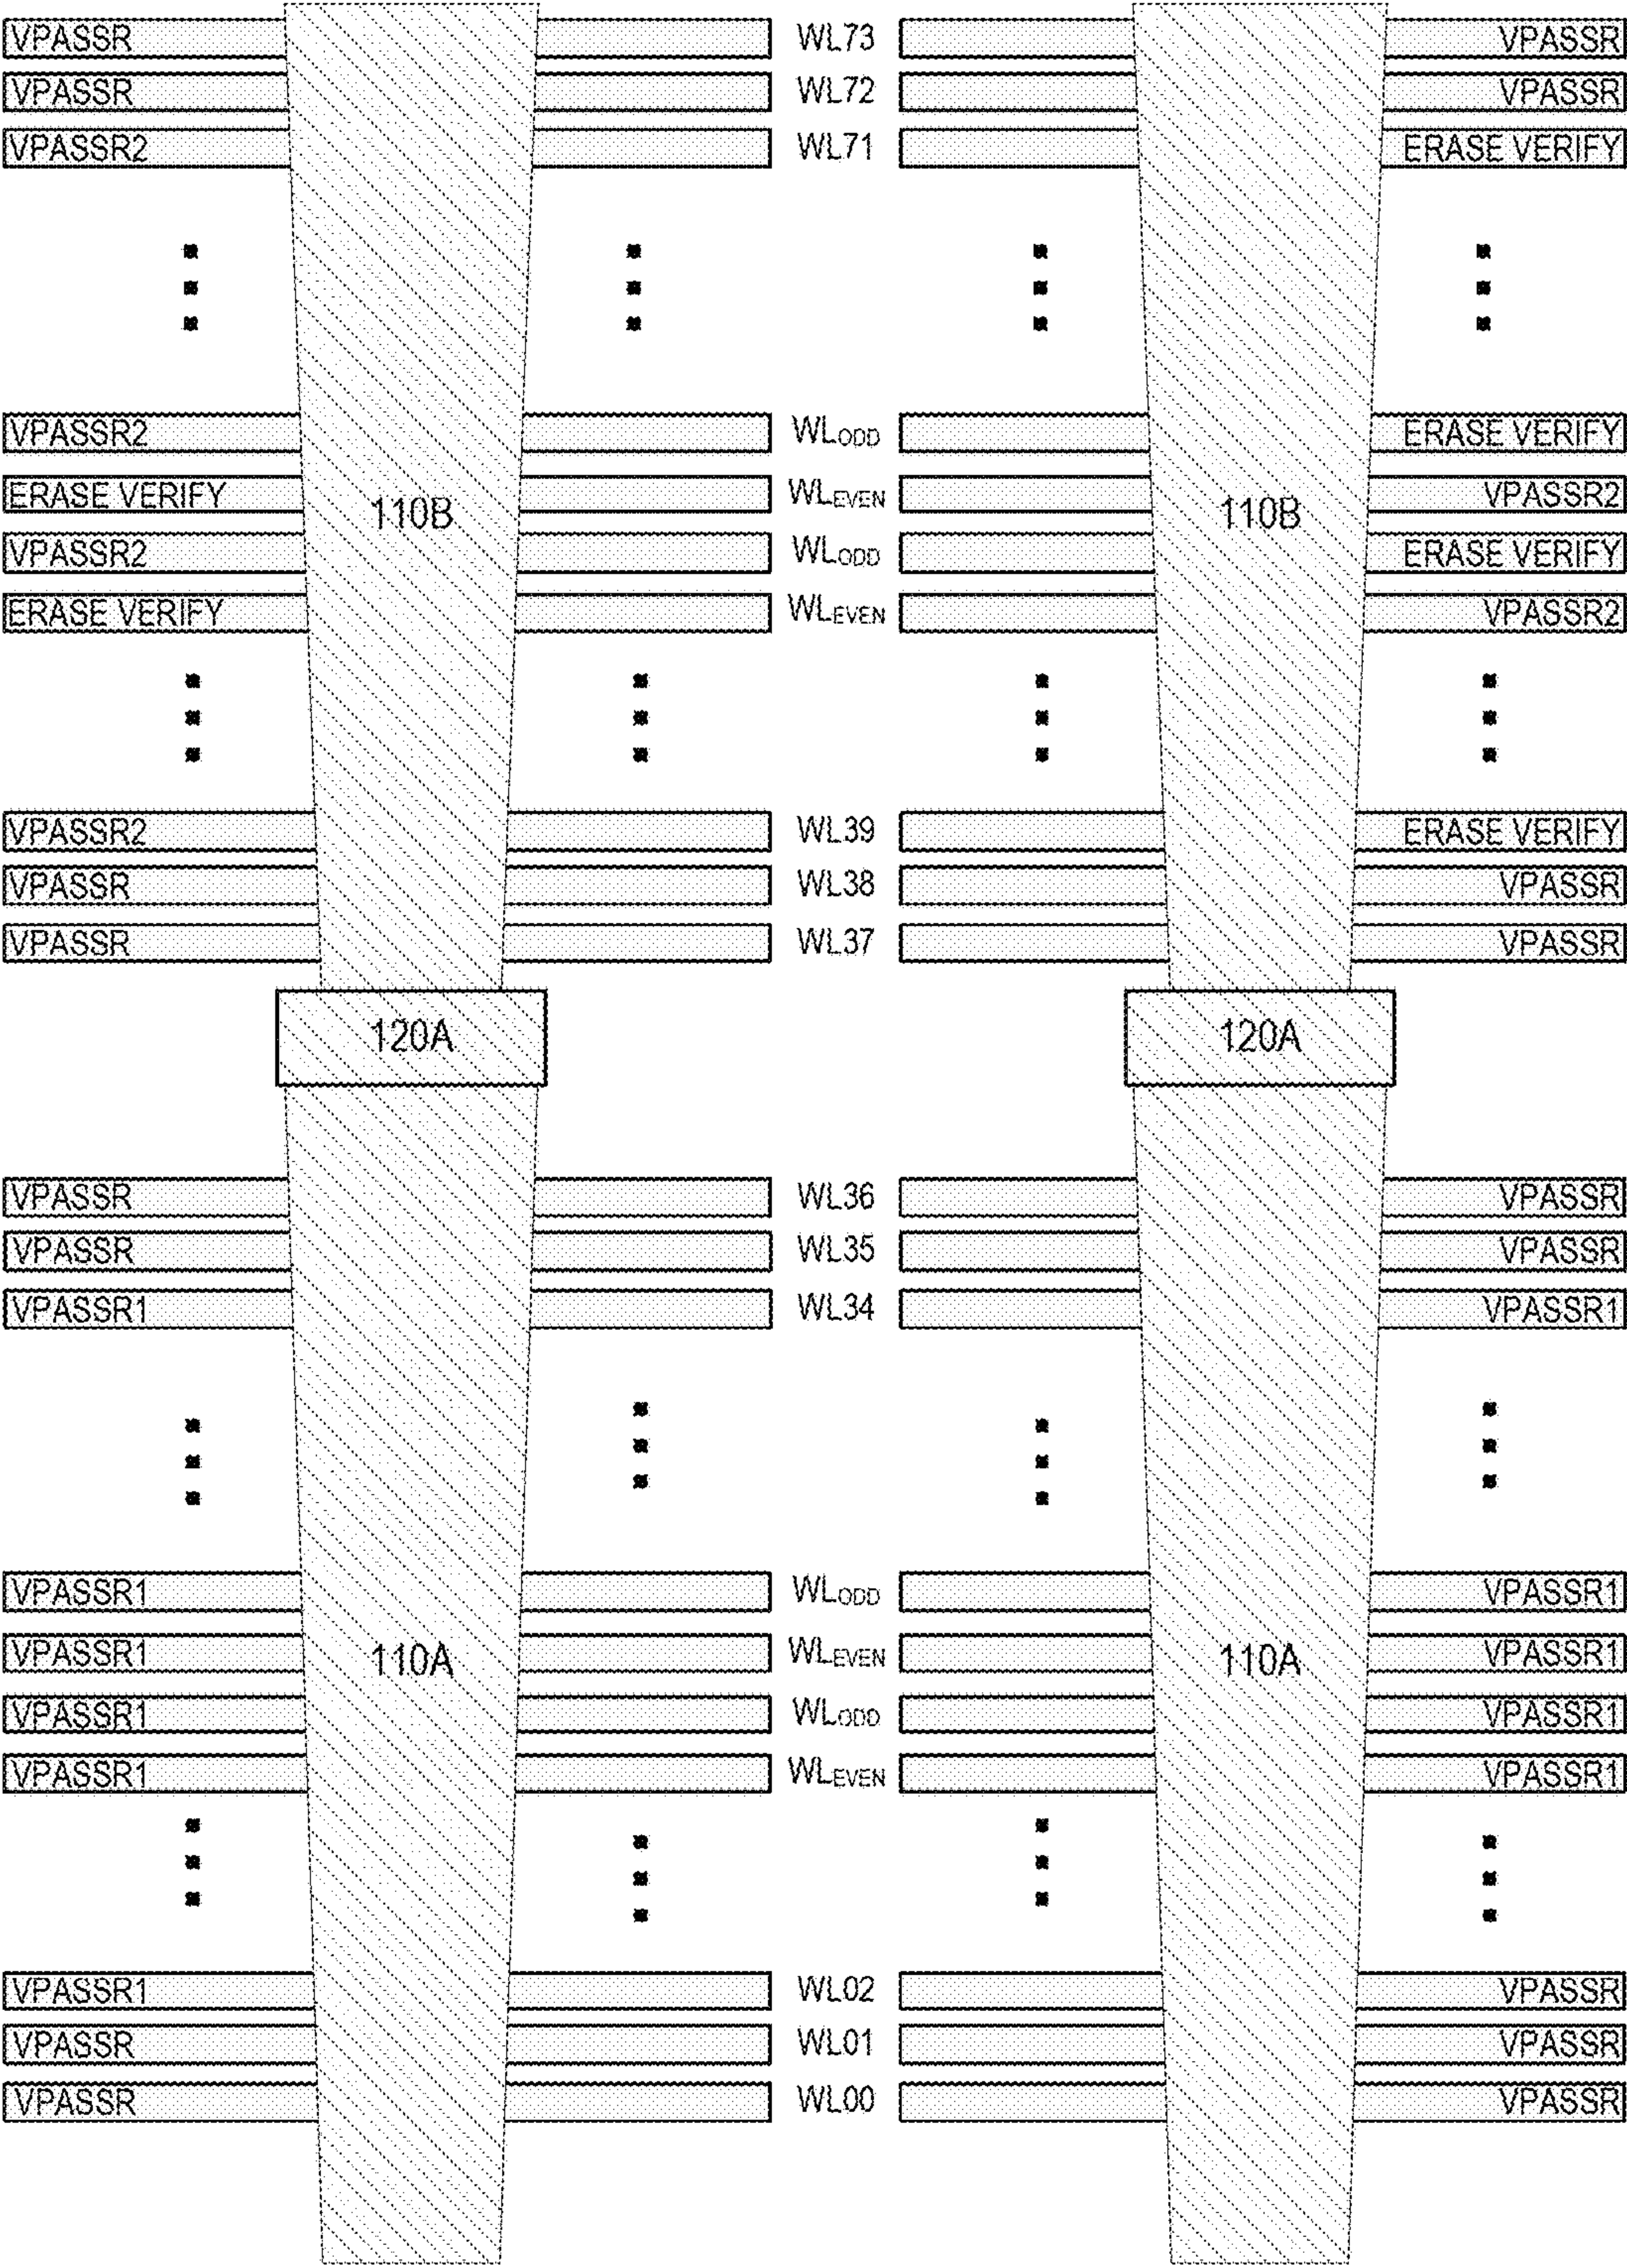 VPASSR WL73 VPASSR
VPASSR WL72 VPASSR
VPASSR2 WL71 ERASE VERIFY
VPASSR2 WLODD ERASE VERIFY
ERASE VERIFY WLEVEN VPASSR2
110B 110B
VPASSR2 WLODD ERASE VERIFY
ERASE VERIFY WLEVEN VPASSR2
VPASSR2 WL39 ERASE VERIFY
VPASSR WL38 VPASSR
VPASSR WL37 VPASSR
120A 120A
VPASSR WL36 VPASSR
VPASSR WL35 VPASSR
VPASSR1 WL34 VPASSR1
VPASSR1 WLODD VPASSR1
VPASSR1 110A WLEVEN 110A VPASSR1
VPASSR1 WLODD VPASSR1
VPASSR1 WLEVEN VPASSR1
VPASSR1 WL02 VPASSR
VPASSR WL01 VPASSR
VPASSR WL00 VPASSR